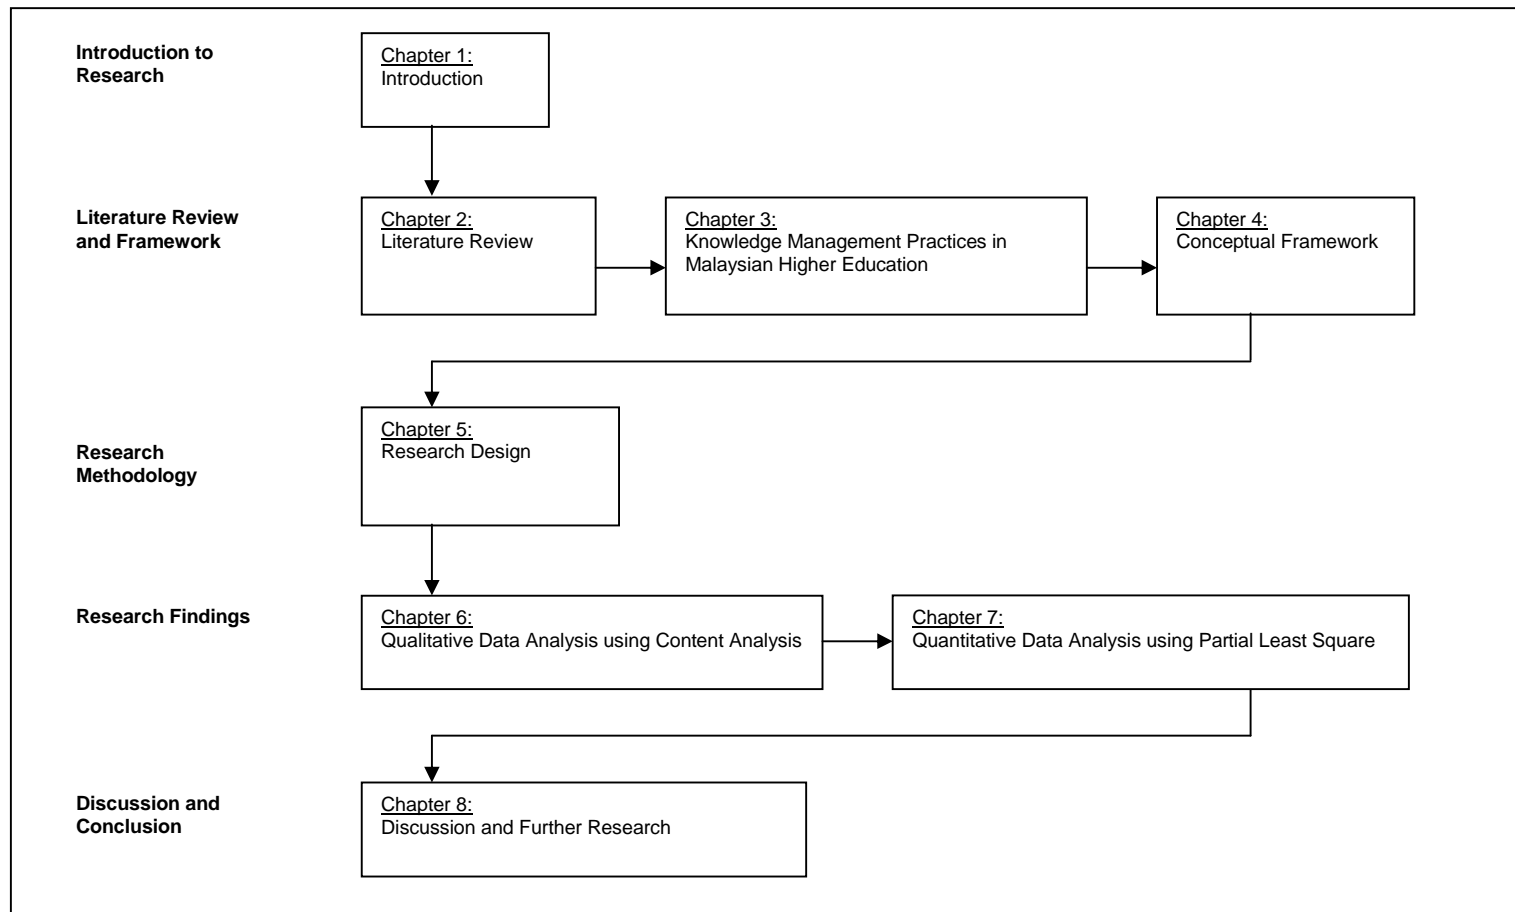 Introduction to
Research
Chapter 1:
Introduction
Literature Review
and Framework
Chapter 2:
Literature Review
Chapter 3:
Knowledge Management Practices in
Malaysian Higher Education
Chapter 4:
Conceptual Framework
Research
Methodology
Chapter 5:
Research Design
Research Findings
Chapter 6:
Qualitative Data Analysis using Content Analysis
Chapter 7:
Quantitative Data Analysis using Partial Least Square
Discussion and
Conclusion
Chapter 8:
Discussion and Further Research